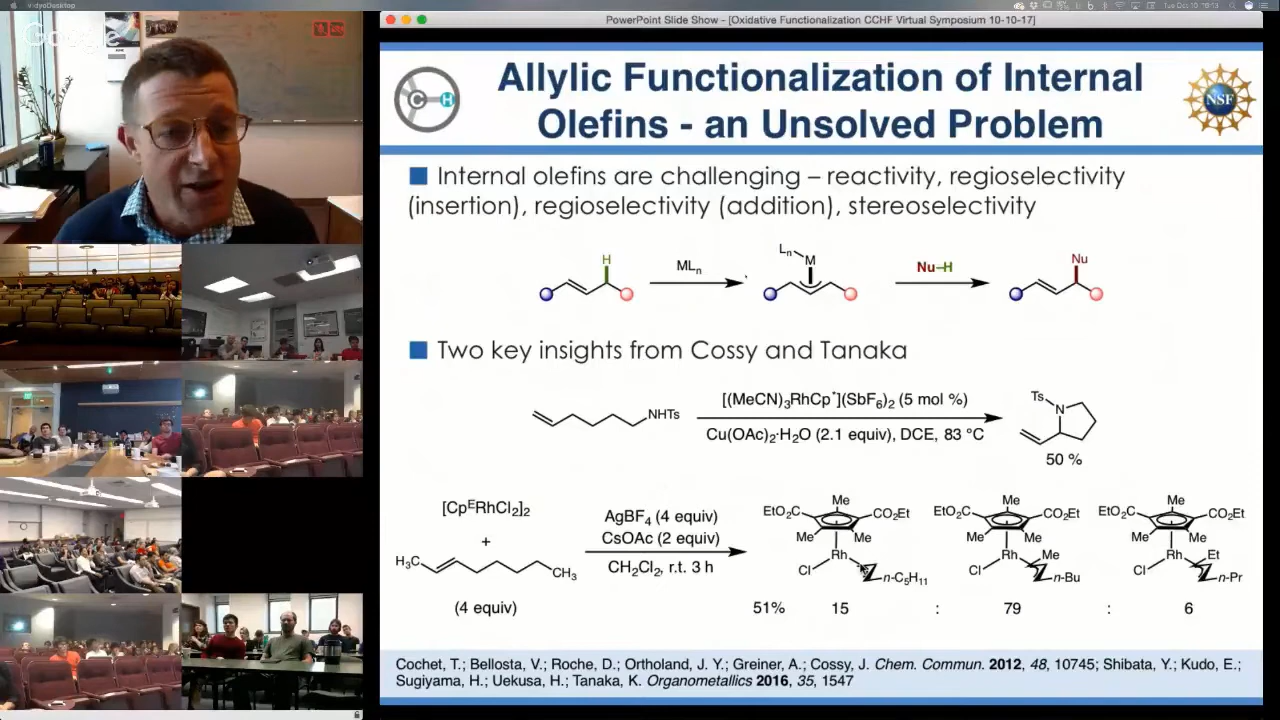 VidyoDesktop
Google
PowerPoint Slide Show - [Oxidative Functionalization CCHF Virtual Symposium 10-10-17]
C H
Allylic Functionalization of Internal
Olefins - an Unsolved Problem
NSF
Internal olefins are challenging – reactivity, regioselectivity
(insertion), regioselectivity (addition), stereoselectivity
H
MLn
Ln M
Nu–H
Nu
Two key insights from Cossy and Tanaka
NHTs
[(MeCN)3RhCp*](SbF6)2 (5 mol %)
Cu(OAc)2·H2O (2.1 equiv), DCE, 83 °C
Ts
N
50 %
[CpERhCl2]2
+
H3C
CH3
(4 equiv)
AgBF4 (4 equiv)
CsOAc (2 equiv)
CH2Cl2, r.t. 3 h
Me
EtO2C CO2Et
Me Me
Rh
Cl
n-C5H11
Me
EtO2C CO2Et
Me Me
Rh Me
Cl
n-Bu
Me
EtO2C CO2Et
Me Me
Rh Et
Cl
n-Pr
51% 15 : 79 : 6
Cochet, T.; Bellosta, V.; Roche, D.; Ortholand, J. Y.; Greiner, A.; Cossy, J. Chem. Commun. 2012, 48, 10745; Shibata, Y.; Kudo, E.;
Sugiyama, H.; Uekusa, H.; Tanaka, K. Organometallics 2016, 35, 1547